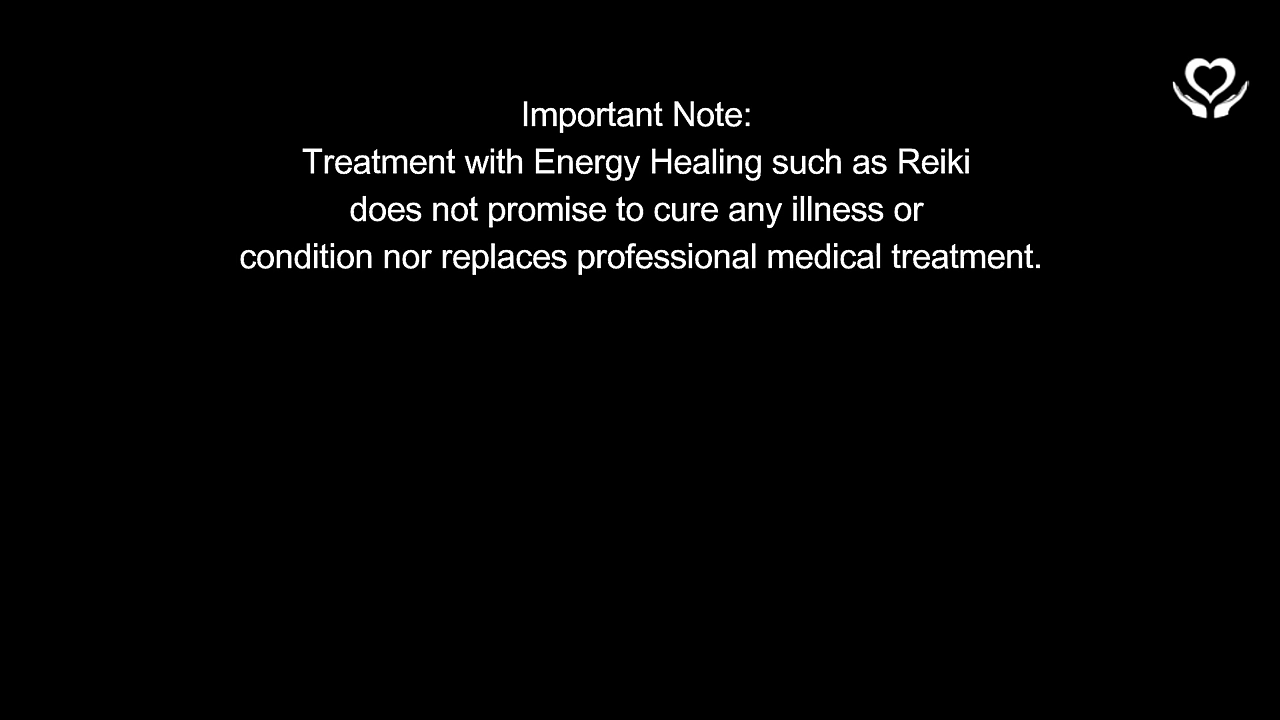 Important Note:
Treatment with Energy Healing such as Reiki
does not promise to cure any illness or
condition nor replaces professional medical treatment.